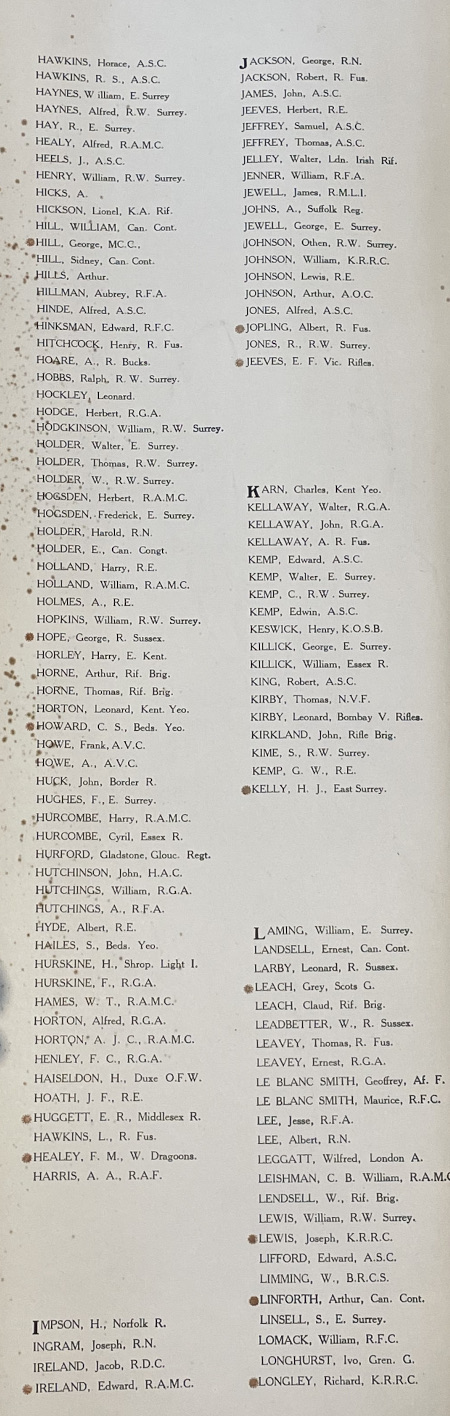 HAWKINS, Horace, A.S.C.
HAWKINS, R. S., A.S.C.
HAYNES, W illiam, E. Surrey
HAYNES, Alfred, R.W. Surrey.
HAY, R., E. Surrey.
HEALY, Alfred, R.A.M.C.
HEELS, J., A.S.C.
HENRY, William, R.W. Surrey.
HICKS, A.
HICKSON, Lionel, K.A. Rif.
HILL, WILLIAM, Can. Cont.
HILL, George, MC.C.,
HILL, Sidney, Can. Cont.
HILLS, Arthur.
HILLMAN, Aubrey, R.F.A.
HINDE, Alfred, A.S.C.
HINKSMAN, Edward, R.F.C.
HITCHCOCK, Henry, R. Fus.
HOARE, A., R. Bucks.
HOBBS, Ralph, R.W. Surrey.
HOCKLEY, Leonard.
HODGE, Herbert, R.G.A.
HODGKINSON, William, R.W. Surrey.
HOLDER, Walter, E. Surrey.
HOLDER, Thomas, R.W. Surrey.
HOLDER, W., R.W. Surrey.
HOGSDEN, Herbert, R.A.M.C.
HOGSDEN, Frederick, E. Surrey.
HOLDER, Harold, R.N.
HOLDER, E., Can. Congt.
HOLLAND, Harry, R.E.
HOLLAND, William, R.A.M.C.
HOLMES, A., R.E.
HOPKINS, William, R.W. Surrey.
HOPE, George, R. Sussex.
HORLEY, Harry, E. Kent.
HORNE, Arthur, Rif. Brig.
HORNE, Thomas, Rif. Brig.
HORTON, Leonard, Kent. Yeo.
HOWARD, C. S., Beds. Yeo.
HOWE, Frank, A.V.C.
HOWE, A., A.V.C.
HUCK, John, Border R.
HUGHES, F., E. Surrey.
HURCOMBE, Harry, R.A.M.C.
HURCOMBE, Cyril, Essex R.
HURFORD, Gladstone, Glouc. Regt.
HUTCHINSON, John, H.A.C.
HUTCHINGS, William, R.G.A.
HUTCHINGS, A., R.F.A.
HYDE, Albert, R.E.
HAILES, S., Beds. Yeo.
HURSKINE, H., Shrop. Light I.
HURSKINE, F., R.G.A.
HAMES, W. T., R.A.M.C.
HORTON, Alfred, R.G.A.
HORTON, A. J. C., R.A.M.C.
HENLEY, F. C., R.G.A.
HAISELDON, H., Duxe O.F.W.
HOATH, J. F., R.E.
HUGGETT, E. R., Middlesex R.
HAWKINS, L., R. Fus.
HEALEY, F. M., W. Dragoons.
HARRIS, A. A., R.A.F.
IMPSON, H., Norfolk R.
INGRAM, Joseph, R.N.
IRELAND, Jacob, R.D.C.
IRELAND, Edward, R.A.M.C.
JACKSON, George, R.N.
JACKSON, Robert, R. Fus.
JAMES, John, A.S.C.
JEEVES, Herbert, R.E.
JEFFREY, Samuel, A.S.C.
JEFFREY, Thomas, A.S.C.
JELLEY, Walter, Ldn. Irish Rif.
JENNER, William, R.F.A.
JEWELL, James, R.M.L.I.
JOHNS, A., Suffolk Reg.
JEWELL, George, E. Surrey.
JOHNSON, Othen, R.W. Surrey.
JOHNSON, William, K.R.R.C.
JOHNSON, Lewis, R.E.
JOHNSON, Arthur, A.O.C.
JONES, Alfred, A.S.C.
JOPLING, Albert, R. Fus.
JONES, R., R.W. Surrey.
JEEVES, E. F. Vic. Rifles.
KARN, Charles, Kent Yeo.
KELLAWAY, Walter, R.G.A.
KELLAWAY, John, R.G.A.
KELLAWAY, A. R. Fus.
KEMP, Edward, A.S.C.
KEMP, Walter, E. Surrey.
KEMP, C., R.W. Surrey.
KEMP, Edwin, A.S.C.
KESWICK, Henry, K.O.S.B.
KILLICK, George, E. Surrey.
KILLICK, William, Essex R.
KING, Robert, A.S.C.
KIRBY, Thomas, N.V.F.
KIRBY, Leonard, Bombay V. Rifles.
KIRKLAND, John, Rifle Brig.
KIME, S., R.W. Surrey.
KEMP, G. W., R.E.
KELLY, H. J., East Surrey.
LAMING, William, E. Surrey.
LANDSELL, Ernest, Can. Cont.
LARBY, Leonard, R. Sussex.
LEACH, Grey, Scots G.
LEACH, Claud, Rif. Brig.
LEADBETTER, W., R. Sussex.
LEAVEY, Thomas, R. Fus.
LEAVEY, Ernest, R.G.A.
LE BLANC SMITH, Geoffrey, Af. F.
LE BLANC SMITH, Maurice, R.F.C.
LEE, Jesse, R.F.A.
LEE, Albert, R.N.
LEGGATT, Wilfred, London A.
LEISHMAN, C. B. William, R.A.M.C
LENDSELL, W., Rif. Brig.
LEWIS, William, R.W. Surrey.
LEWIS, Joseph, K.R.R.C.
LIFFORD, Edward, A.S.C.
LIMMING, W., B.R.C.S.
LINFORTH, Arthur, Can. Cont.
LINSELL, S., E. Surrey.
LOMACK, William, R.F.C.
LONGHURST, Ivo, Gren. G.
LONGLEY, Richard, K.R.R.C.